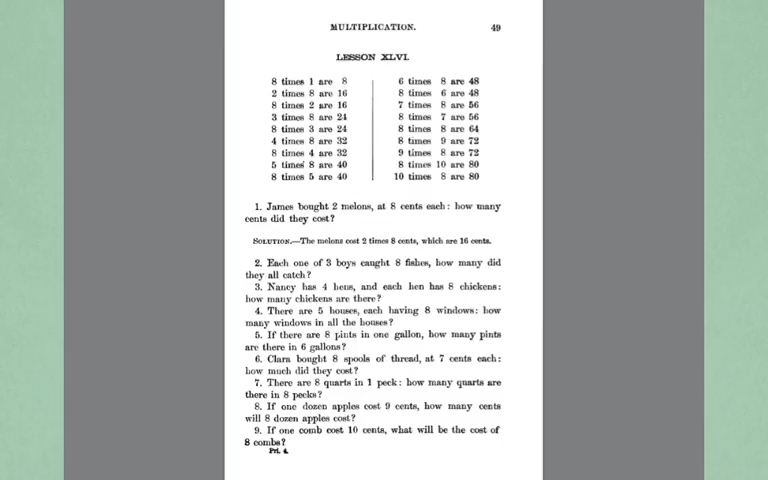 MULTIPLICATION. 49
LESSON XLVI.
8 times 1 are 8
2 times 8 are 16
8 times 2 are 16
3 times 8 are 24
8 times 3 are 24
4 times 8 are 32
8 times 4 are 32
5 times 8 are 40
8 times 5 are 40
6 times 8 are 48
8 times 6 are 48
7 times 8 are 56
8 times 7 are 56
8 times 8 are 64
8 times 9 are 72
9 times 8 are 72
8 times 10 are 80
10 times 8 are 80
1. James bought 2 melons, at 8 cents each: how many
cents did they cost?
SOLUTION.—The melons cost 2 times 8 cents, which are 16 cents.
2. Each one of 3 boys caught 8 fishes, how many did
they all catch?
3. Nancy has 4 hens, and each hen has 8 chickens:
how many chickens are there?
4. There are 5 houses, each having 8 windows: how
many windows in all the houses?
5. If there are 8 pints in one gallon, how many pints
are there in 6 gallons?
6. Clara bought 8 spools of thread, at 7 cents each:
how much did they cost?
7. There are 8 quarts in 1 peck: how many quarts are
there in 8 pecks?
8. If one dozen apples cost 9 cents, how many cents
will 8 dozen apples cost?
9. If one comb cost 10 cents, what will be the cost of
8 combs?
Pri. 4.